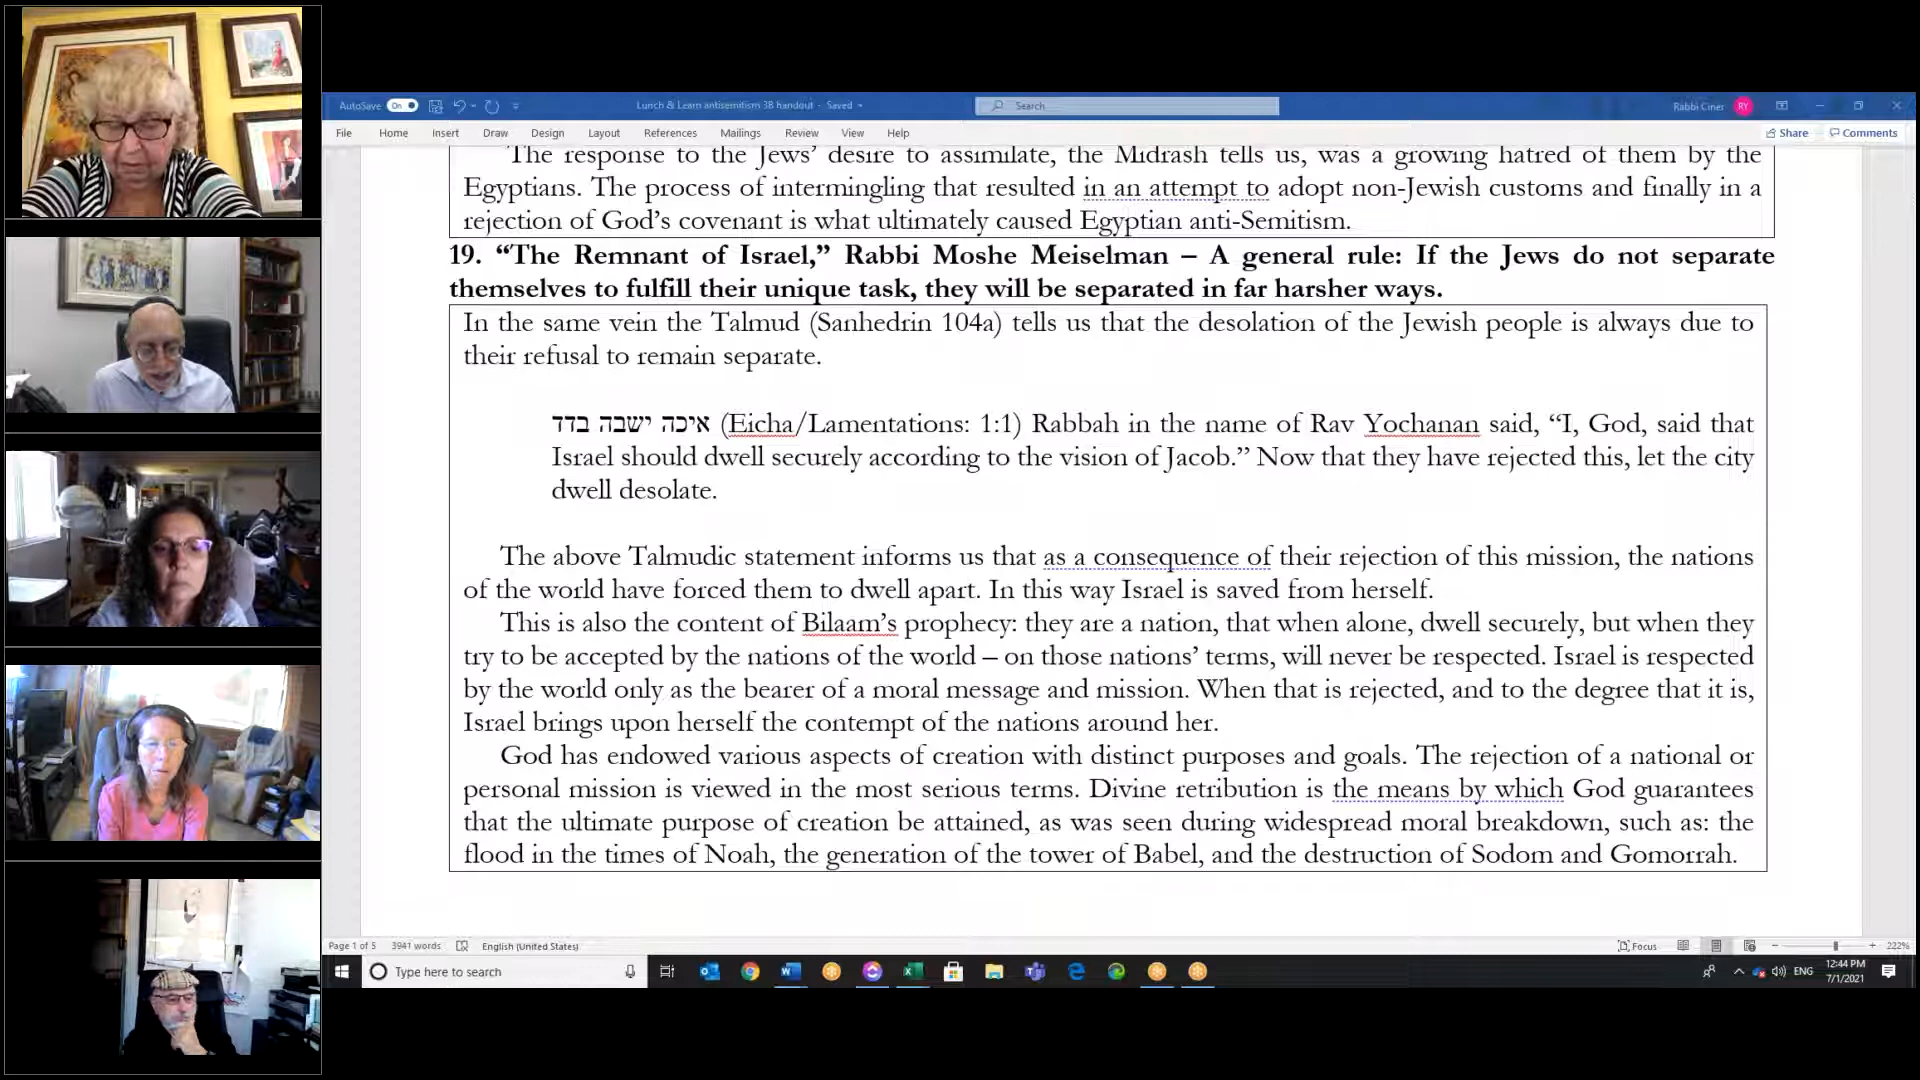 AutoSave On Lunch & Learn antisemitism 3B handout - Saved Search Rabbi Ciner RY
File Home Insert Draw Design Layout References Mailings Review View Help Share Comments
The response to the Jews’ desire to assimilate, the Midrash tells us, was a growing hatred of them by the
Egyptians. The process of intermingling that resulted in an attempt to adopt non-Jewish customs and finally in a
rejection of God’s covenant is what ultimately caused Egyptian anti-Semitism.
19. “The Remnant of Israel,” Rabbi Moshe Meiselman – A general rule: If the Jews do not separate
themselves to fulfill their unique task, they will be separated in far harsher ways.
In the same vein the Talmud (Sanhedrin 104a) tells us that the desolation of the Jewish people is always due to
their refusal to remain separate.
איכה ישבה בדד (Eicha/Lamentations: 1:1) Rabbah in the name of Rav Yochanan said, “I, God, said that
Israel should dwell securely according to the vision of Jacob.” Now that they have rejected this, let the city
dwell desolate.
The above Talmudic statement informs us that as a consequence of their rejection of this mission, the nations
of the world have forced them to dwell apart. In this way Israel is saved from herself.
This is also the content of Bilaam’s prophecy: they are a nation, that when alone, dwell securely, but when they
try to be accepted by the nations of the world – on those nations’ terms, will never be respected. Israel is respected
by the world only as the bearer of a moral message and mission. When that is rejected, and to the degree that it is,
Israel brings upon herself the contempt of the nations around her.
God has endowed various aspects of creation with distinct purposes and goals. The rejection of a national or
personal mission is viewed in the most serious terms. Divine retribution is the means by which God guarantees
that the ultimate purpose of creation be attained, as was seen during widespread moral breakdown, such as: the
flood in the times of Noah, the generation of the tower of Babel, and the destruction of Sodom and Gomorrah.
Page 1 of 5 3941 words English (United States) Focus 222%
Type here to search ENG 12:44 PM
7/1/2021